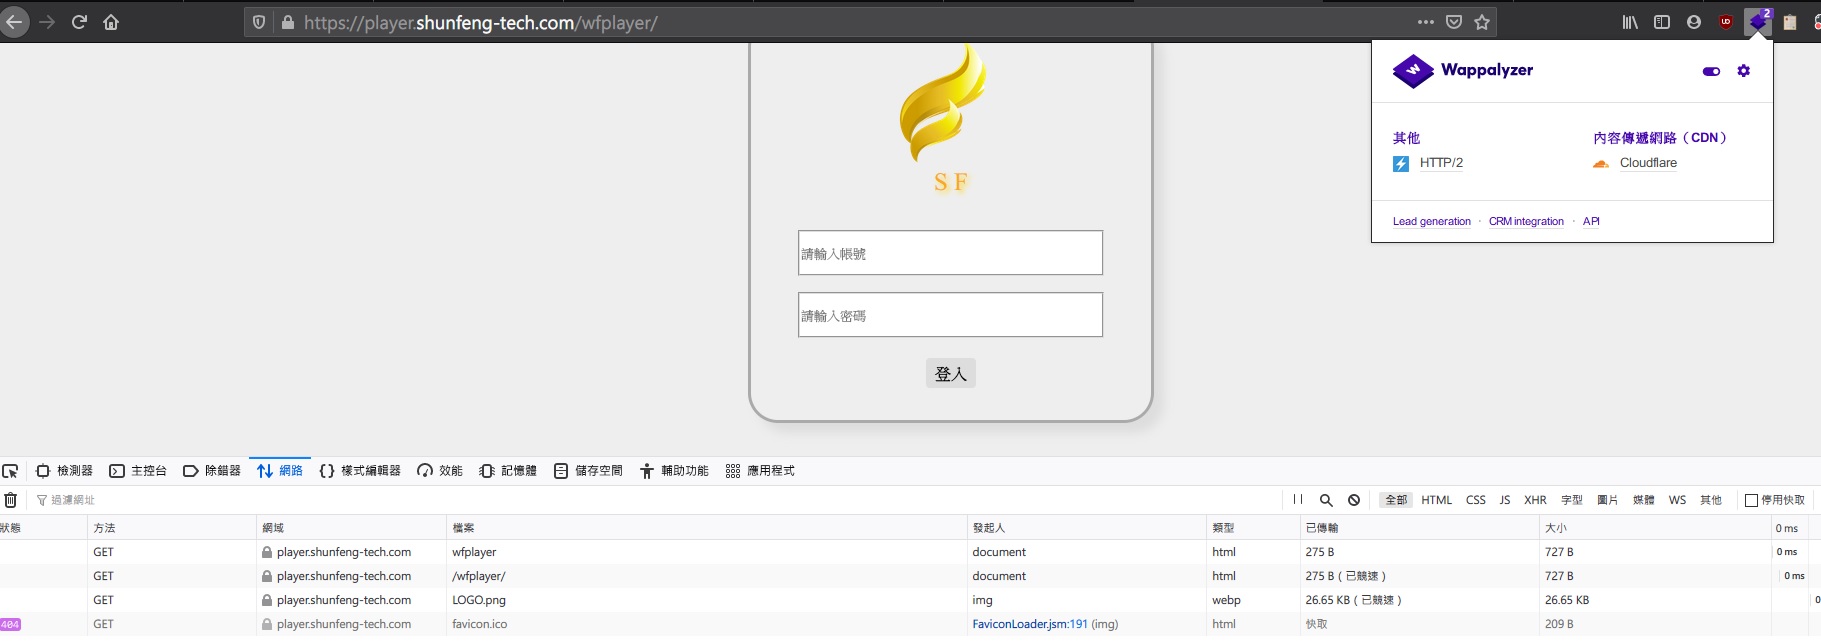 https://player.shunfeng-tech.com/wfplayer/
2
Wappalyzer
其他
內容傳遞網路（CDN）
HTTP/2
Cloudflare
Lead generation · CRM integration · API
S F
請輸入帳號
請輸入密碼
登入
檢測器 主控台 除錯器 網路 樣式編輯器 效能 記憶體 儲存空間 輔助功能 應用程式
過濾網址
全部 HTML CSS JS XHR 字型 圖片 媒體 WS 其他 停用快取
狀態 方法 網域 檔案 發起人 類型 已傳輸 大小 0 ms
GET player.shunfeng-tech.com wfplayer document html 275 B 727 B 0 ms
GET player.shunfeng-tech.com /wfplayer/ document html 275 B（已競速） 727 B 0 ms
GET player.shunfeng-tech.com LOGO.png img webp 26.65 KB（已競速） 26.65 KB 0
404 GET player.shunfeng-tech.com favicon.ico FaviconLoader.jsm:191 (img) html 快取 209 B